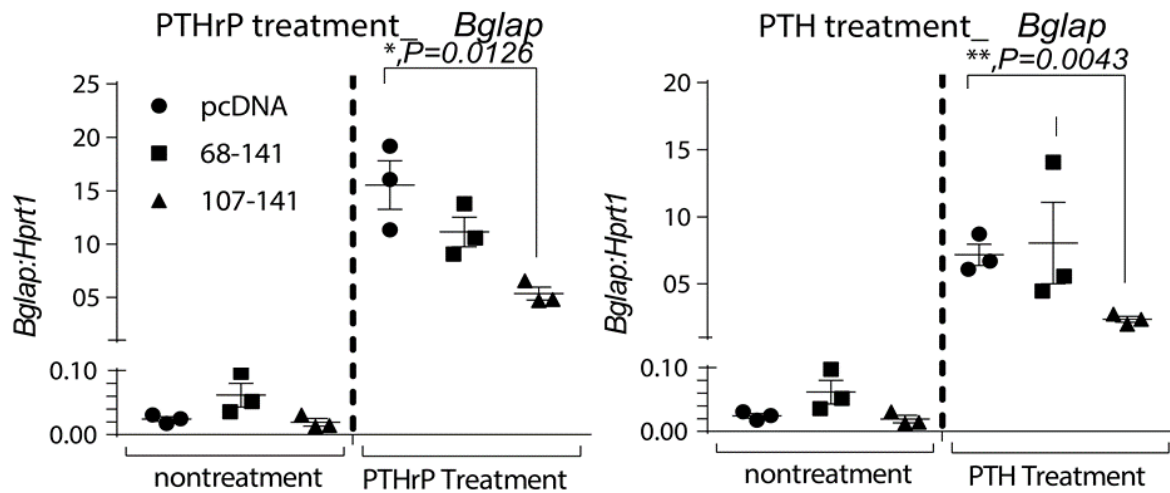 PTHrP treatment_ Bglap
*,P=0.0126
25
20
15
10
05
0.10
0.00
Bglap:Hprt1
pcDNA
68-141
107-141
nontreatment
PTHrP Treatment
PTH treatment_ Bglap
**,P=0.0043
20
15
10
05
0.10
0.00
Bglap:Hprt1
nontreatment
PTH Treatment